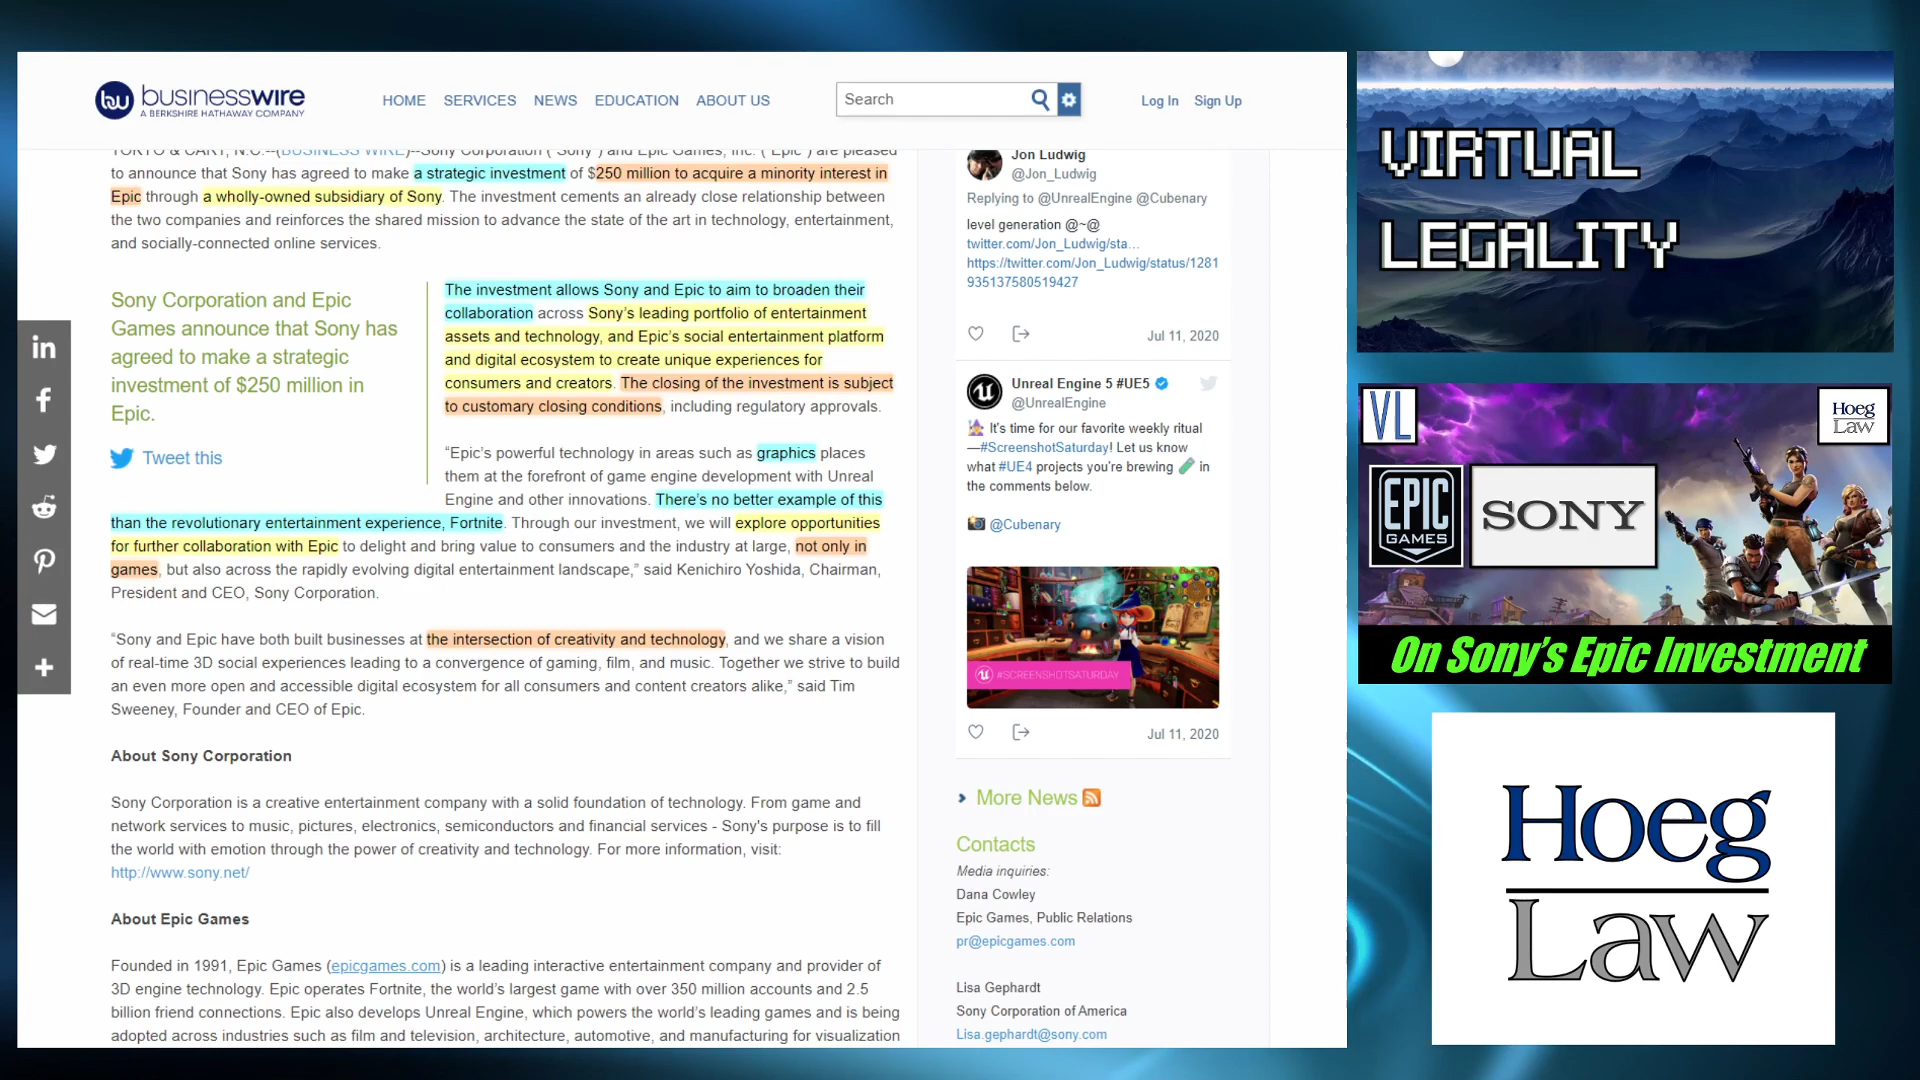 businesswire
A BERKSHIRE HATHAWAY COMPANY
HOME SERVICES NEWS EDUCATION ABOUT US
Search
Log In Sign Up
TOKYO & CARY, N.C.--(BUSINESS WIRE)--Sony Corporation ("Sony") and Epic Games, Inc. ("Epic") are pleased
to announce that Sony has agreed to make a strategic investment of $250 million to acquire a minority interest in
Epic through a wholly-owned subsidiary of Sony. The investment cements an already close relationship between
the two companies and reinforces the shared mission to advance the state of the art in technology, entertainment,
and socially-connected online services.
Sony Corporation and Epic
Games announce that Sony has
agreed to make a strategic
investment of $250 million in
Epic.
Tweet this
The investment allows Sony and Epic to aim to broaden their
collaboration across Sony's leading portfolio of entertainment
assets and technology, and Epic's social entertainment platform
and digital ecosystem to create unique experiences for
consumers and creators. The closing of the investment is subject
to customary closing conditions, including regulatory approvals.
“Epic's powerful technology in areas such as graphics places
them at the forefront of game engine development with Unreal
Engine and other innovations. There's no better example of this
than the revolutionary entertainment experience, Fortnite. Through our investment, we will explore opportunities
for further collaboration with Epic to delight and bring value to consumers and the industry at large, not only in
games, but also across the rapidly evolving digital entertainment landscape,” said Kenichiro Yoshida, Chairman,
President and CEO, Sony Corporation.
“Sony and Epic have both built businesses at the intersection of creativity and technology, and we share a vision
of real-time 3D social experiences leading to a convergence of gaming, film, and music. Together we strive to build
an even more open and accessible digital ecosystem for all consumers and content creators alike,” said Tim
Sweeney, Founder and CEO of Epic.
About Sony Corporation
Sony Corporation is a creative entertainment company with a solid foundation of technology. From game and
network services to music, pictures, electronics, semiconductors and financial services - Sony's purpose is to fill
the world with emotion through the power of creativity and technology. For more information, visit:
http://www.sony.net/
About Epic Games
Founded in 1991, Epic Games (epicgames.com) is a leading interactive entertainment company and provider of
3D engine technology. Epic operates Fortnite, the world's largest game with over 350 million accounts and 2.5
billion friend connections. Epic also develops Unreal Engine, which powers the world's leading games and is being
adopted across industries such as film and television, architecture, automotive, and manufacturing for visualization
Jon Ludwig
@Jon_Ludwig
Replying to @UnrealEngine @Cubenary
level generation @~@
twitter.com/Jon_Ludwig/sta…
https://twitter.com/Jon_Ludwig/status/1281
935137580519427
Jul 11, 2020
Unreal Engine 5 #UE5
@UnrealEngine
It's time for our favorite weekly ritual
—#ScreenshotSaturday! Let us know
what #UE4 projects you're brewing in
the comments below.
@Cubenary
#SCREENSHOTSATURDAY
Jul 11, 2020
More News
Contacts
Media inquiries:
Dana Cowley
Epic Games, Public Relations
pr@epicgames.com
Lisa Gephardt
Sony Corporation of America
Lisa.gephardt@sony.com
VIRTUAL
LEGALITY
VL
Hoeg
Law
EPIC
GAMES
SONY
On Sony's Epic Investment
Hoeg
Law